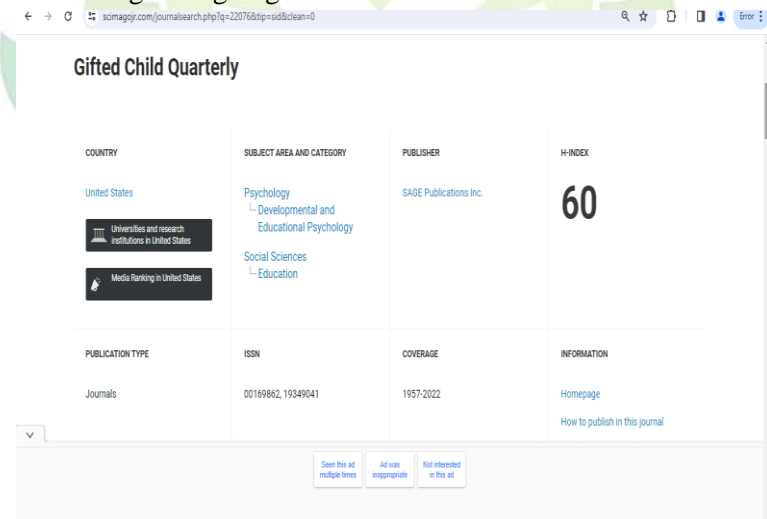 scimagojr.com/journalsearch.php?q=22076&tip=sid&clean=0
Error
Gifted Child Quarterly
COUNTRY
SUBJECT AREA AND CATEGORY
PUBLISHER
H-INDEX
United States
Universities and research
institutions in United States
Media Ranking in United States
Psychology
Developmental and
Educational Psychology
Social Sciences
Education
SAGE Publications Inc.
60
PUBLICATION TYPE
ISSN
COVERAGE
INFORMATION
Journals
00169862, 19349041
1957-2022
Homepage
How to publish in this journal
Seen this ad
multiple times
Ad was
inappropriate
Not interested
in this ad